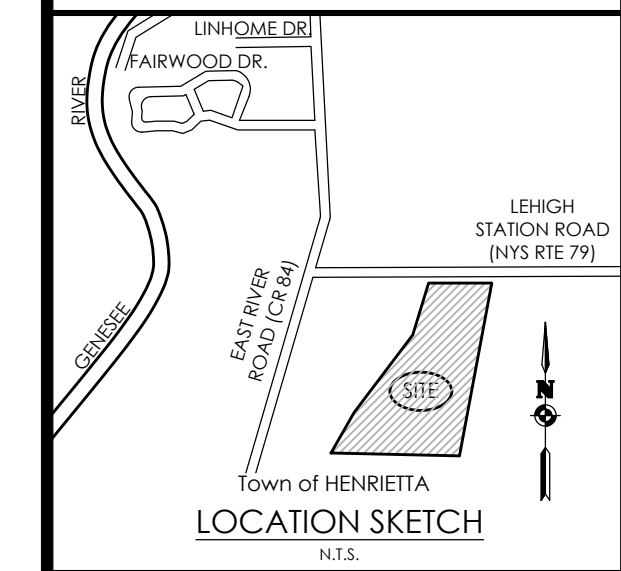 LINHOME DR.
FAIRWOOD DR.
RIVER
LEHIGH
STATION ROAD
(NYS RTE 79)
EAST RIVER
ROAD (CR 84)
GENESEE
SITE
N
Town of HENRIETTA
LOCATION SKETCH
N.T.S.